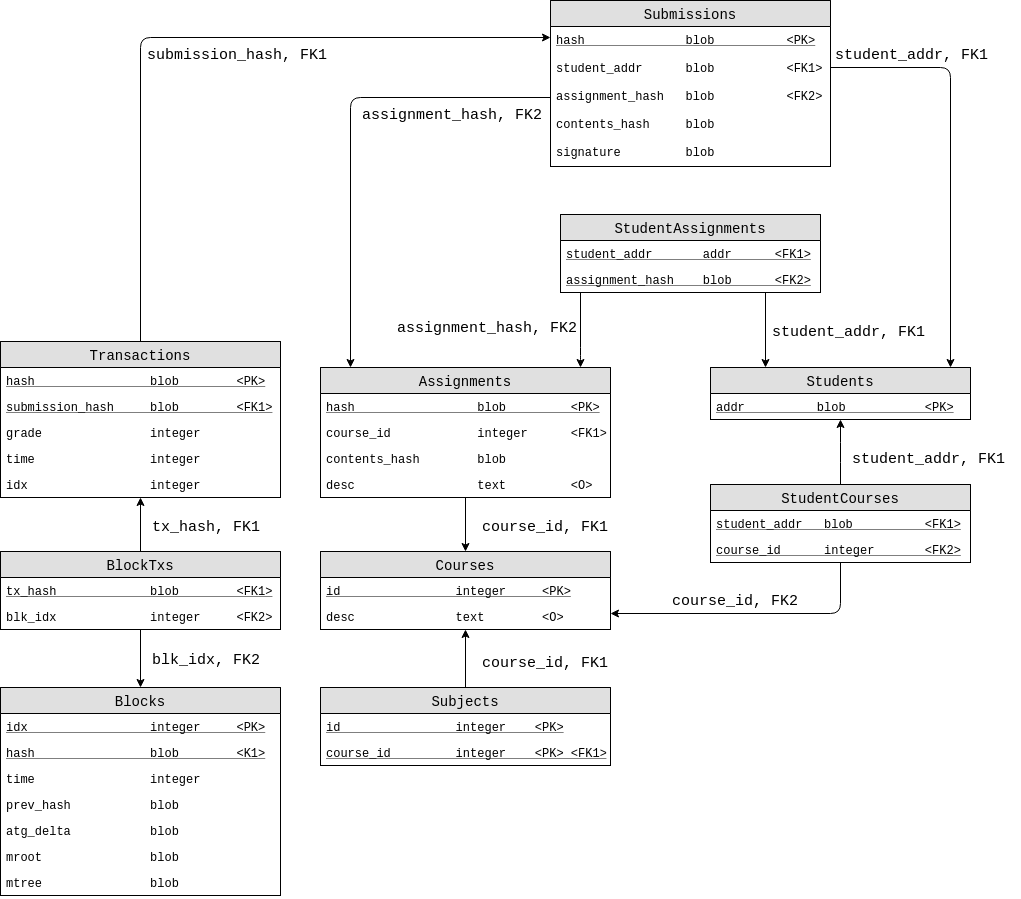 Submissions
hash blob <PK>
student_addr blob <FK1>
assignment_hash blob <FK2>
contents_hash blob
signature blob
submission_hash, FK1
student_addr, FK1
assignment_hash, FK2
StudentAssignments
student_addr addr <FK1>
assignment_hash blob <FK2>
assignment_hash, FK2
student_addr, FK1
Transactions
hash blob <PK>
submission_hash blob <FK1>
grade integer
time integer
idx integer
Assignments
hash blob <PK>
course_id integer <FK1>
contents_hash blob
desc text <O>
Students
addr blob <PK>
student_addr, FK1
StudentCourses
student_addr blob <FK1>
course_id integer <FK2>
tx_hash, FK1
course_id, FK1
BlockTxs
tx_hash blob <FK1>
blk_idx integer <FK2>
Courses
id integer <PK>
desc text <O>
course_id, FK2
blk_idx, FK2
course_id, FK1
Blocks
idx integer <PK>
hash blob <K1>
time integer
prev_hash blob
atg_delta blob
mroot blob
mtree blob
Subjects
id integer <PK>
course_id integer <PK> <FK1>